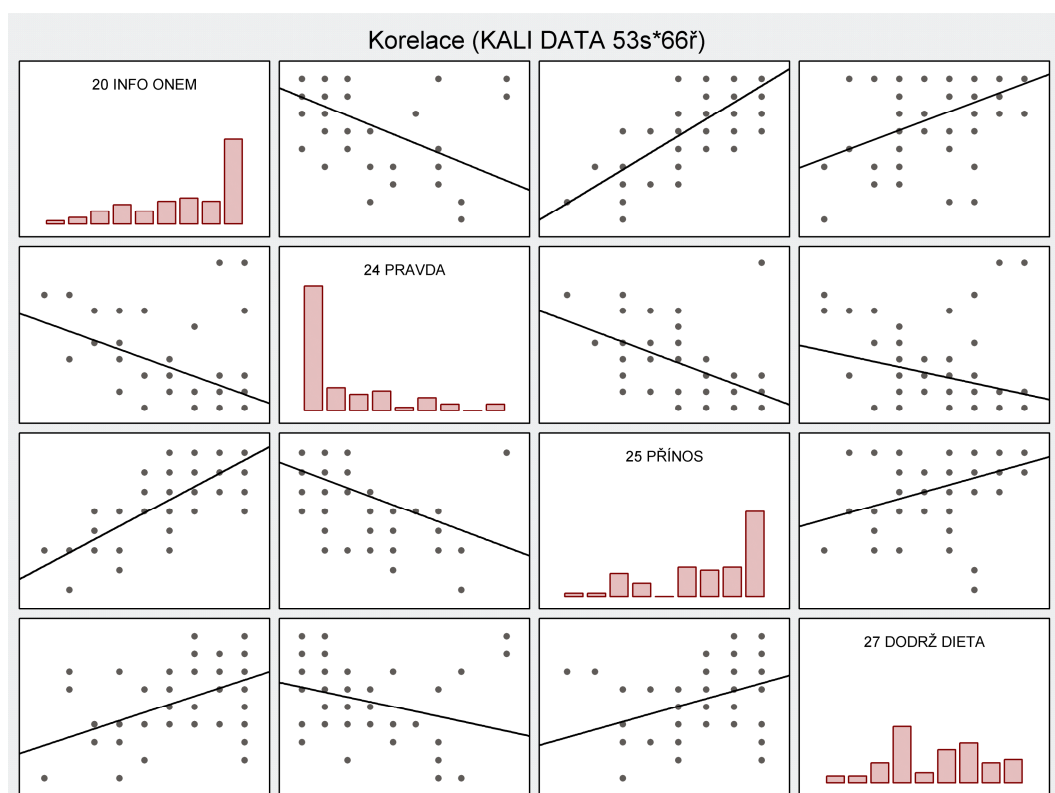 Korelace (KALI DATA 53s*66ř)
20 INFO ONEM
24 PRAVDA
25 PŘÍNOS
27 DODRŽ DIETA